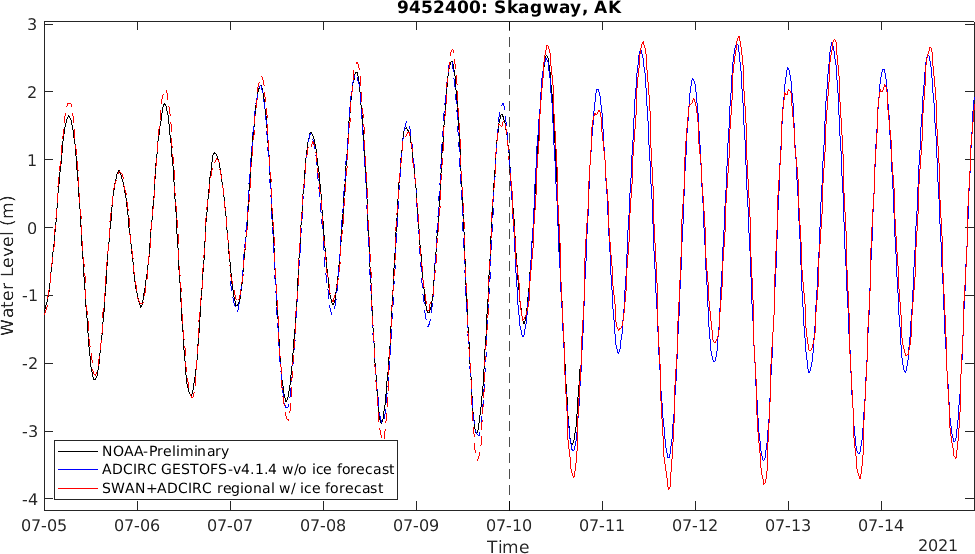 9452400: Skagway, AK
3
2
1
0
-1
-2
-3
-4
Water Level (m)
NOAA-Preliminary
ADCIRC GESTOFS-v4.1.4 w/o ice forecast
SWAN+ADCIRC regional w/ ice forecast
07-05 07-06 07-07 07-08 07-09 07-10 07-11 07-12 07-13 07-14
Time
2021